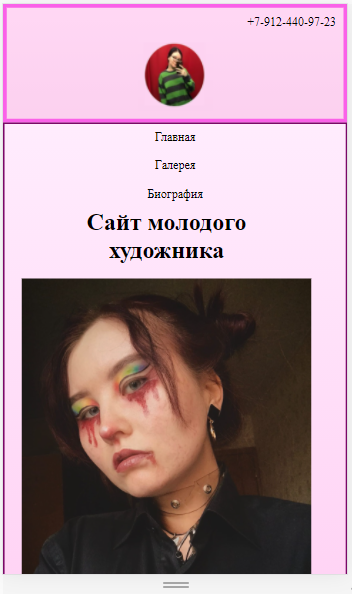 +7-912-440-97-23
Главная
Галерея
Биография
Сайт молодого
художника